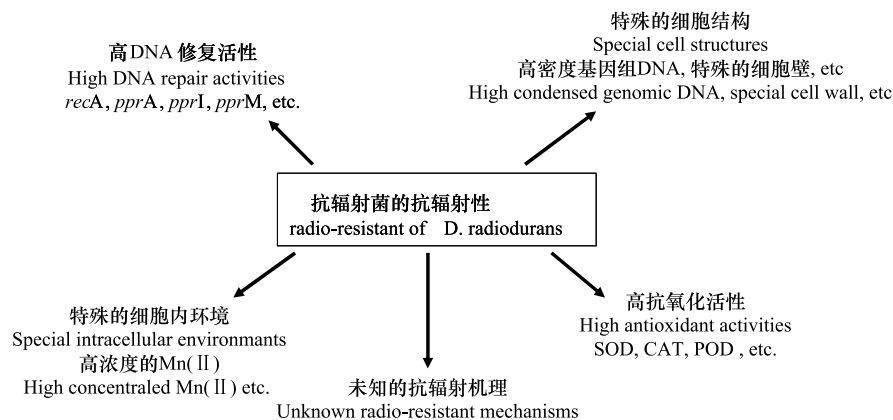 高DNA 修复活性
High DNA repair activities
recA, pprA, pprI, pprM, etc.
特殊的细胞结构
Special cell structures
高密度基因组DNA, 特殊的细胞壁, etc
High condensed genomic DNA, special cell wall, etc
抗辐射菌的抗辐射性
radio-resistant of D. radiodurans
特殊的细胞内环境
Special intracellular environmants
高浓度的Mn(Ⅱ)
High concentraled Mn(Ⅱ) etc.
未知的抗辐射机理
Unknown radio-resistant mechanisms
高抗氧化活性
High antioxidant activities
SOD, CAT, POD , etc.